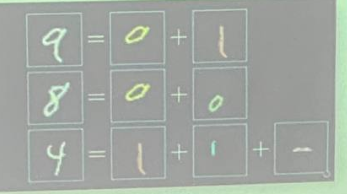 9 = 0 + 1
8 = 0 + 0
4 = 1 + 1 + -